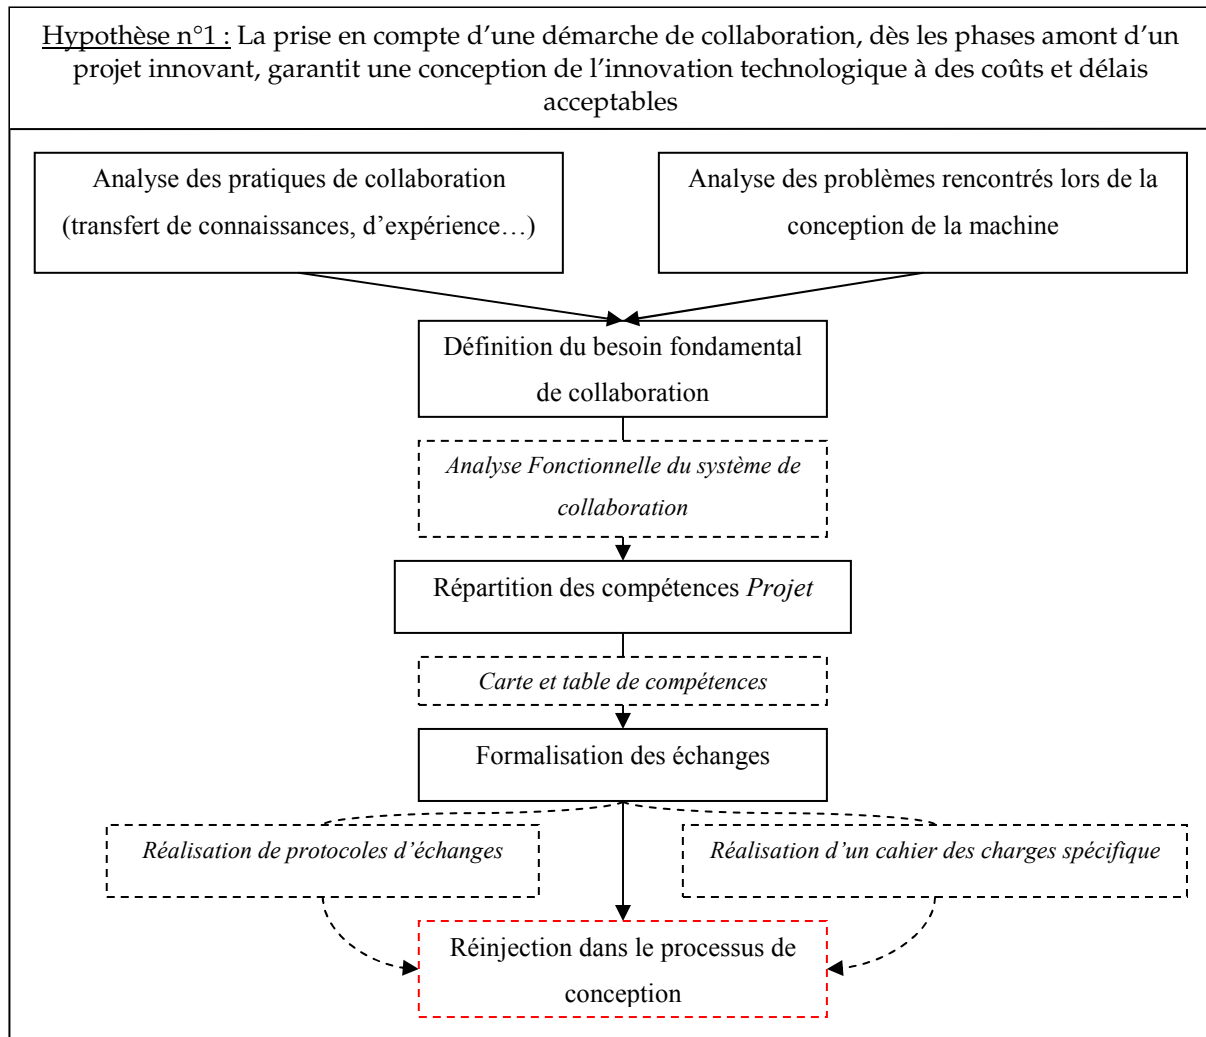 Hypothèse n°1 : La prise en compte d’une démarche de collaboration, dès les phases amont d’un
projet innovant, garantit une conception de l’innovation technologique à des coûts et délais
acceptables
Analyse des pratiques de collaboration
(transfert de connaissances, d’expérience…)
Analyse des problèmes rencontrés lors de la
conception de la machine
Définition du besoin fondamental
de collaboration
Analyse Fonctionnelle du système de
collaboration
Répartition des compétences Projet
Carte et table de compétences
Formalisation des échanges
Réalisation de protocoles d’échanges
Réalisation d’un cahier des charges spécifique
Réinjection dans le processus de
conception